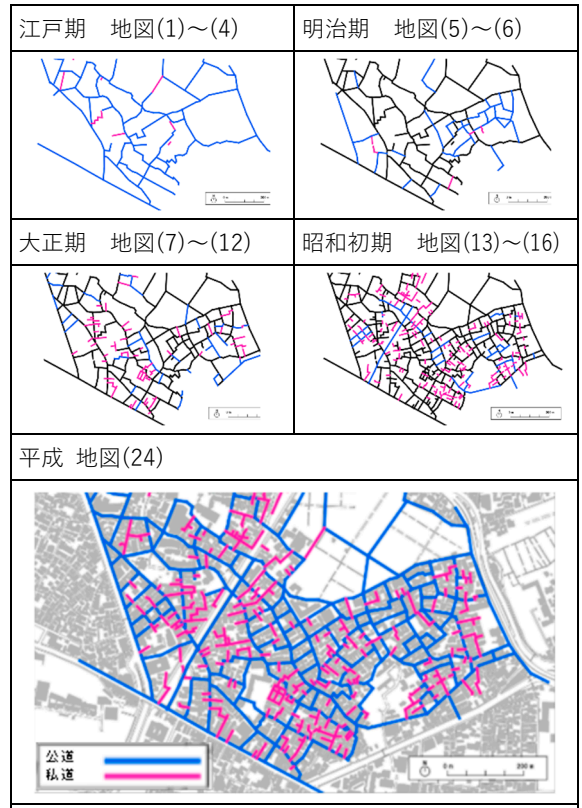 江戸期　地図(1)～(4)
明治期　地図(5)～(6)
大正期　地図(7)～(12)
昭和初期　地図(13)～(16)
平成 地図(24)
公道
私道
N
0m
200m